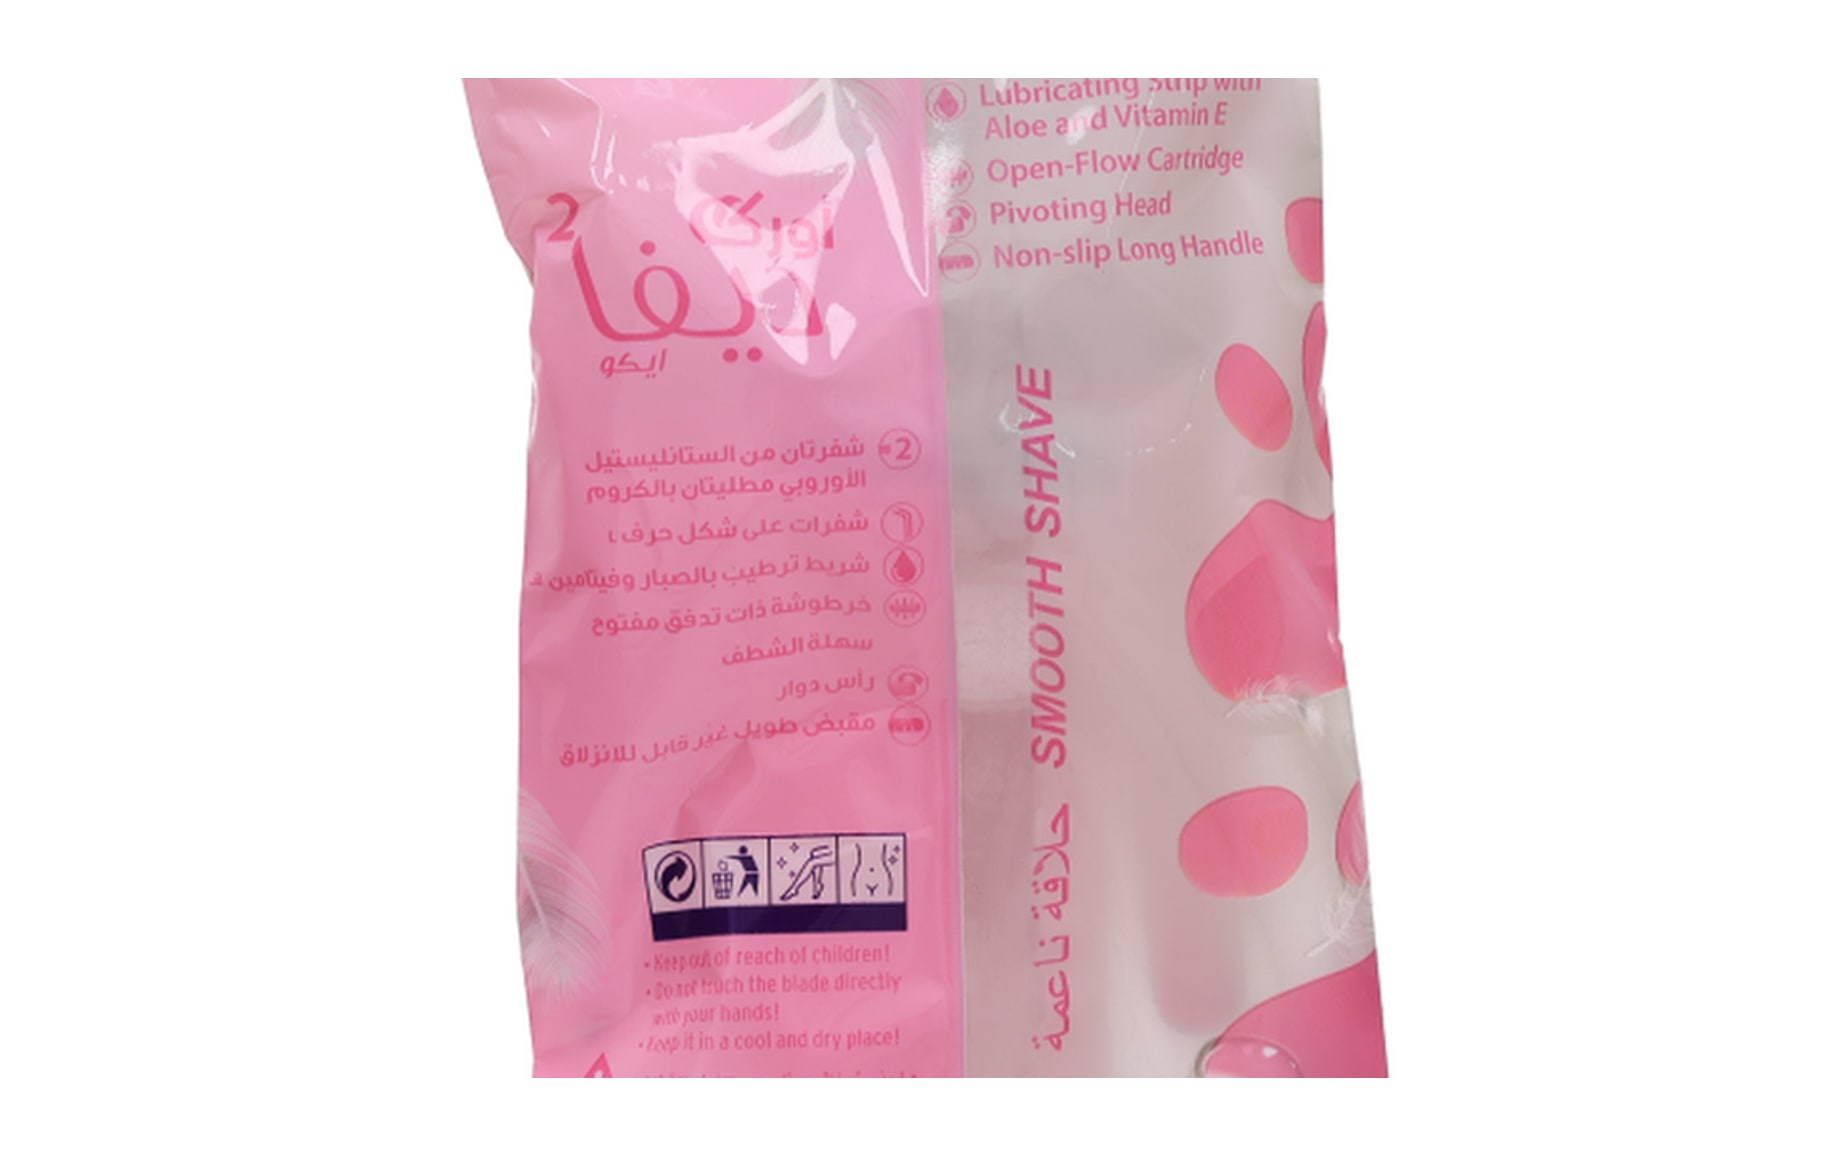 Lubricating Strip with
Aloe and Vitamin E
Open-Flow Cartridge
Pivoting Head
Non-slip Long Handle
أورك
2
ديفا
ايكو
2
شفرتان من الستانليستيل
الأوروبي مطليتان بالكروم
شفرات على شكل حرف L
شريط ترطيب بالصبار وفيتامين
خرطوشة ذات تدفق مفتوح
سهلة الشطف
رأس دوار
مقبض طويل غير قابل للانزلاق
SMOOTH SHAVE
حلاقة ناعمة
• Keep out of reach of children!
• Do not touch the blade directly
with your hands!
• Keep it in a cool and dry place!